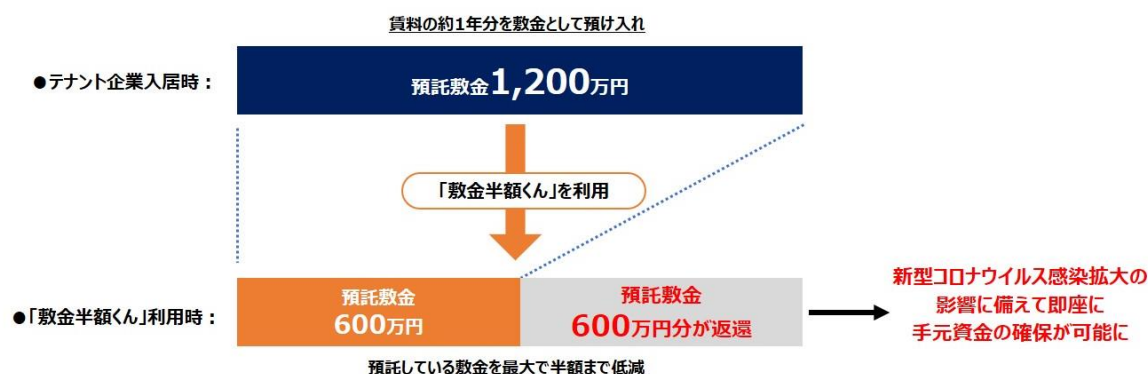 賃料の約1年分を敷金として預け入れ
●テナント企業入居時：
預託敷金1,200万円
「敷金半額くん」を利用
●「敷金半額くん」利用時：
預託敷金
600万円
預託敷金
600万円分が返還
新型コロナウイルス感染拡大の
影響に備えて即座に
手元資金の確保が可能に
預託している敷金を最大で半額まで低減